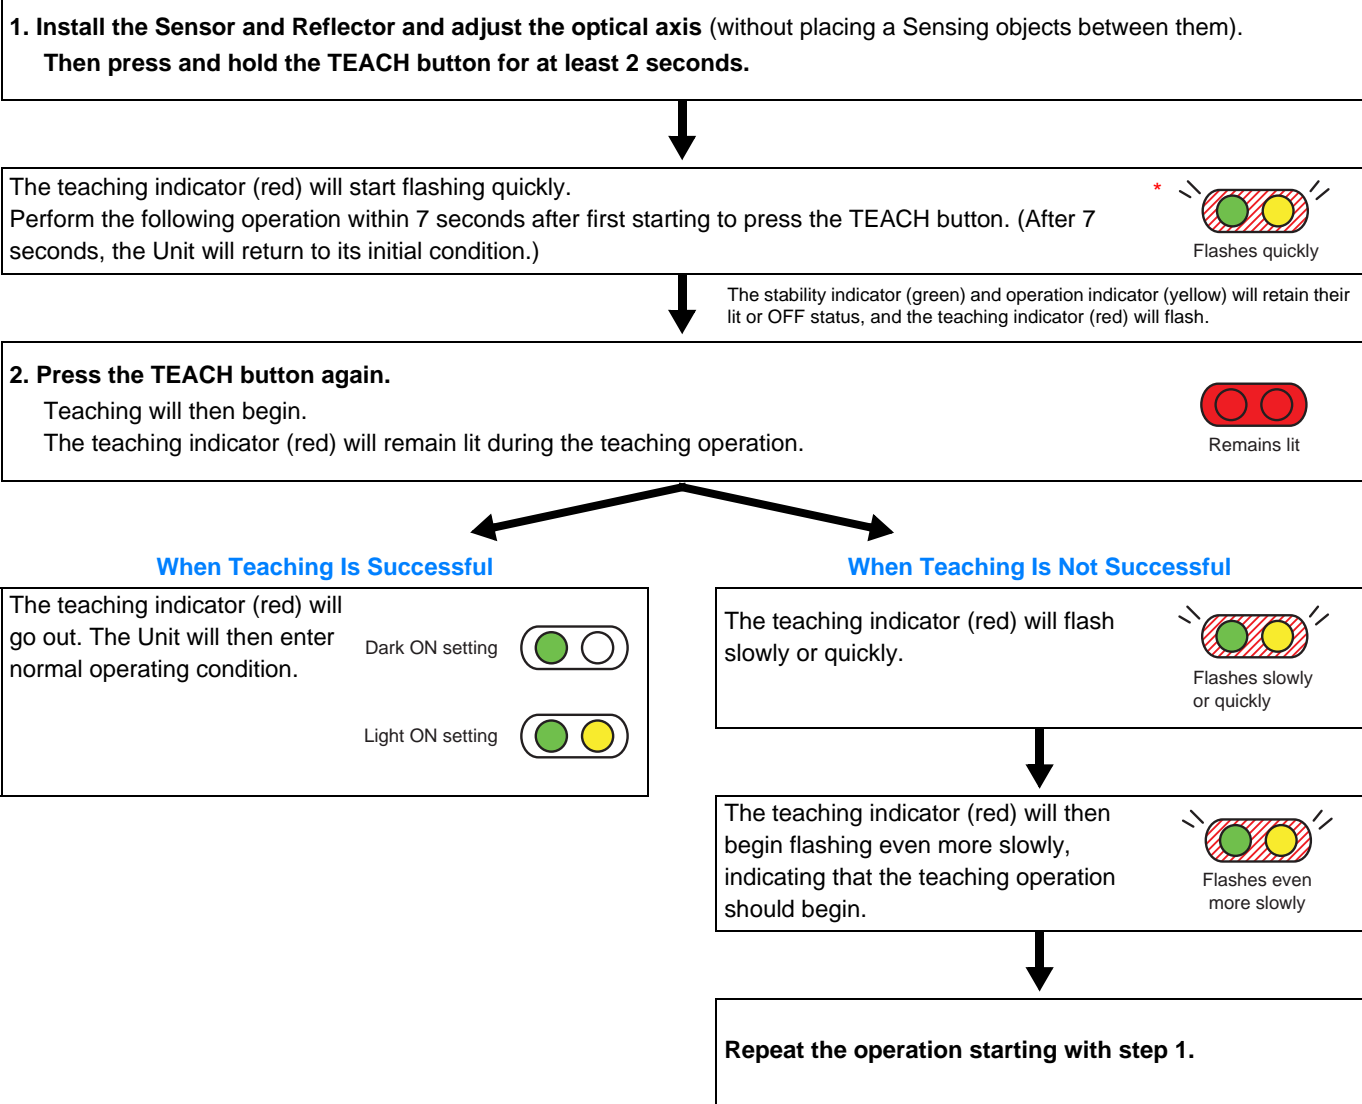 1. Install the Sensor and Reflector and adjust the optical axis (without placing a Sensing objects between them).
Then press and hold the TEACH button for at least 2 seconds.
The teaching indicator (red) will start flashing quickly.
Perform the following operation within 7 seconds after first starting to press the TEACH button. (After 7
seconds, the Unit will return to its initial condition.)
*
Flashes quickly
The stability indicator (green) and operation indicator (yellow) will retain their
lit or OFF status, and the teaching indicator (red) will flash.
2. Press the TEACH button again.
Teaching will then begin.
The teaching indicator (red) will remain lit during the teaching operation.
Remains lit
When Teaching Is Successful
The teaching indicator (red) will
go out. The Unit will then enter
normal operating condition.
Dark ON setting
Light ON setting
When Teaching Is Not Successful
The teaching indicator (red) will flash
slowly or quickly.
Flashes slowly
or quickly
The teaching indicator (red) will then
begin flashing even more slowly,
indicating that the teaching operation
should begin.
Flashes even
more slowly
Repeat the operation starting with step 1.